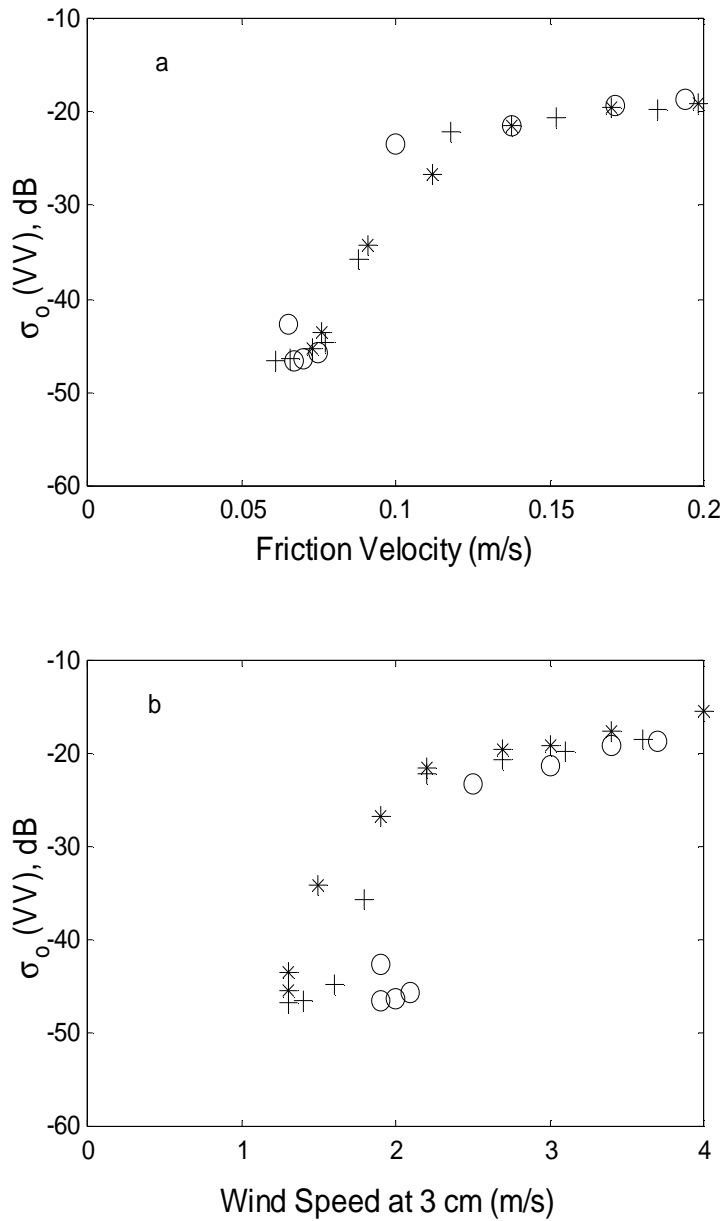 -10
a
-20
-30
σo (VV), dB
-40
-50
-60
0 0.05 0.1 0.15 0.2
Friction Velocity (m/s)
-10
b
-20
-30
σo (VV), dB
-40
-50
-60
0 1 2 3 4
Wind Speed at 3 cm (m/s)